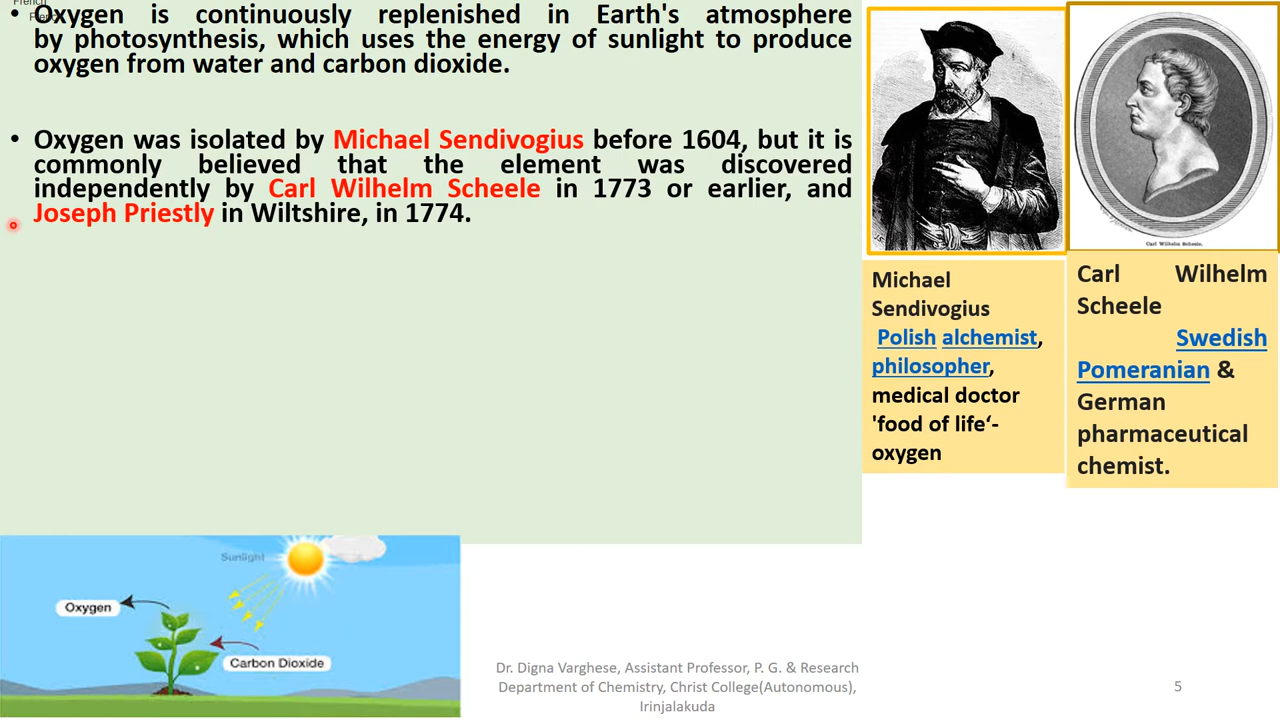 French
• Oxygen is continuously replenished in Earth's atmosphere
by photosynthesis, which uses the energy of sunlight to produce
oxygen from water and carbon dioxide.
• Oxygen was isolated by Michael Sendivogius before 1604, but it is
commonly believed that the element was discovered
independently by Carl Wilhelm Scheele in 1773 or earlier, and
Joseph Priestly in Wiltshire, in 1774.
Carl Wilhelm Scheele.
Michael
Sendivogius
Polish alchemist,
philosopher,
medical doctor
'food of life‘-
oxygen
Carl Wilhelm
Scheele
Swedish
Pomeranian &
German
pharmaceutical
chemist.
Sunlight
Oxygen
Carbon Dioxide
Dr. Digna Varghese, Assistant Professor, P. G. & Research
Department of Chemistry, Christ College(Autonomous),
Irinjalakuda
5